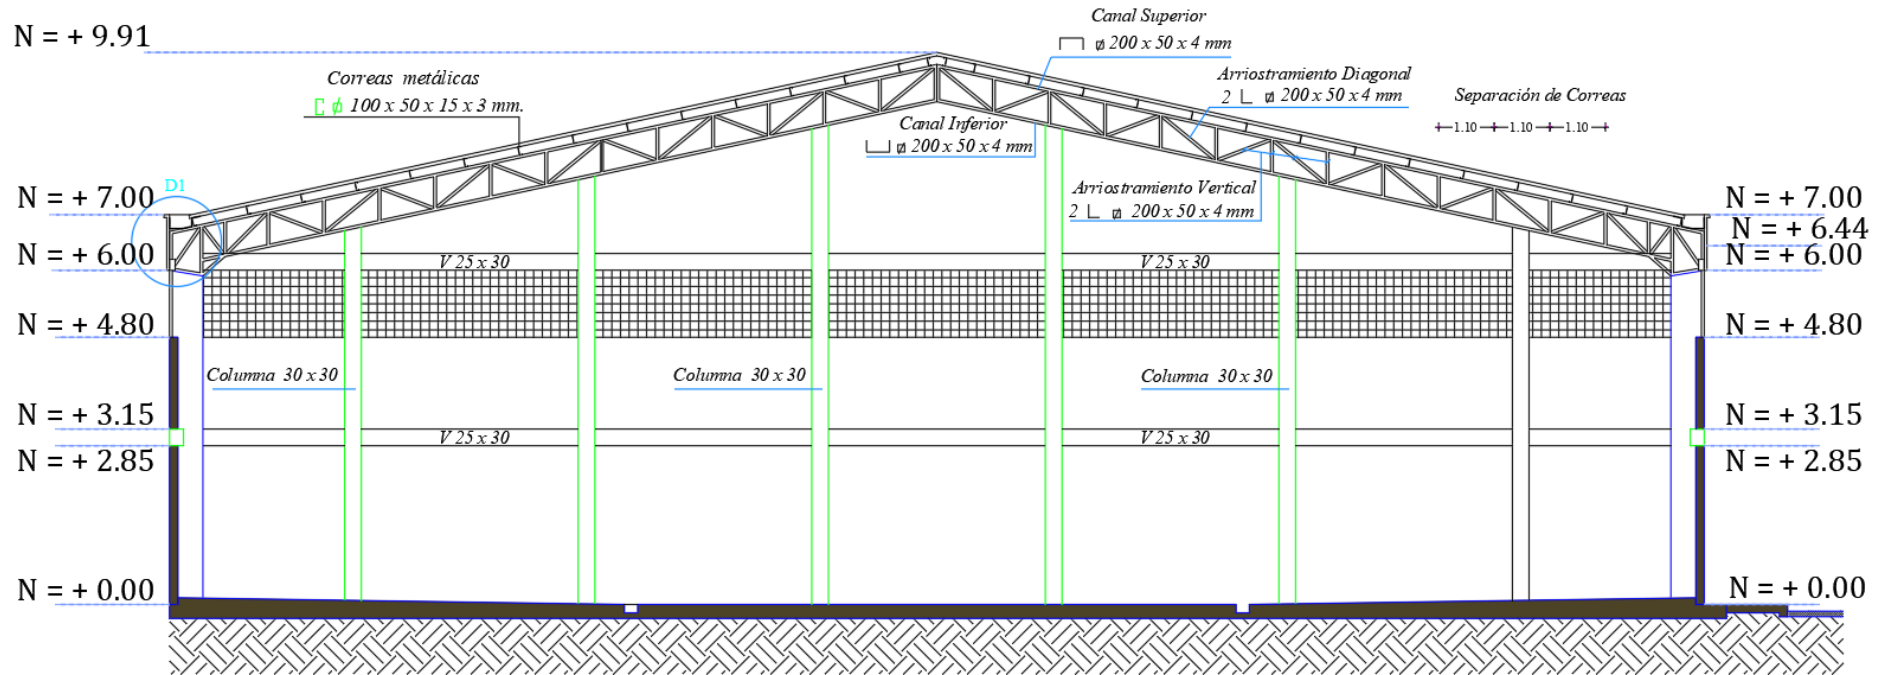 Canal Superior
N = + 9.91
⌀ 200 x 50 x 4 mm
Correas metálicas
Arriostramiento Diagonal
⌀ 100 x 50 x 15 x 3 mm.
2 L ⌀ 200 x 50 x 4 mm
Separación de Correas
Canal Inferior
1.10 1.10 1.10
⌀ 200 x 50 x 4 mm
D1
Arriostramiento Vertical
N = + 7.00
N = + 7.00
2 L ⌀ 200 x 50 x 4 mm
N = + 6.44
N = + 6.00
V 25 x 30
V 25 x 30
N = + 6.00
N = + 4.80
N = + 4.80
Columna 30 x 30
Columna 30 x 30
Columna 30 x 30
N = + 3.15
N = + 3.15
V 25 x 30
V 25 x 30
N = + 2.85
N = + 2.85
N = + 0.00
N = + 0.00